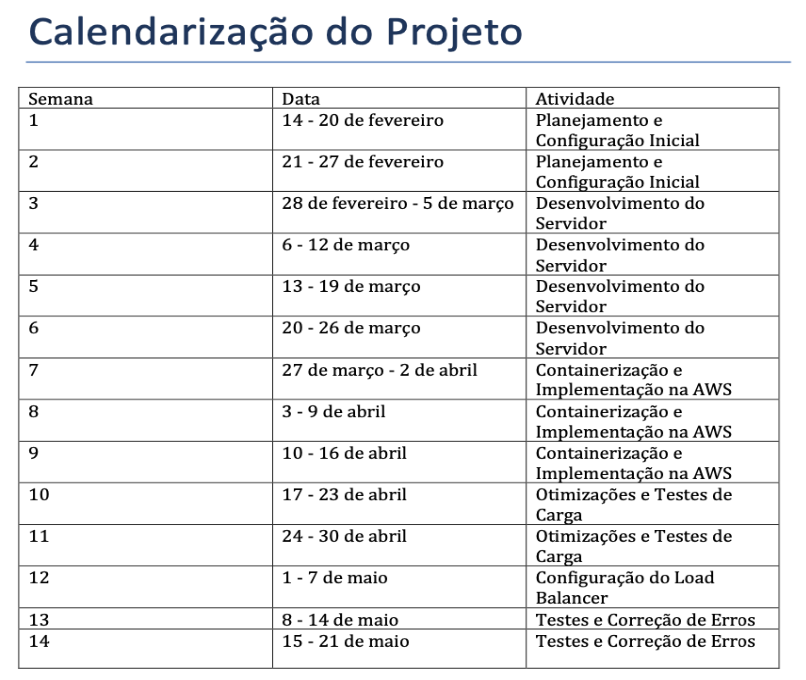 Calendarização do Projeto
Semana Data Atividade
1 14 - 20 de fevereiro Planejamento e
Configuração Inicial
2 21 - 27 de fevereiro Planejamento e
Configuração Inicial
3 28 de fevereiro - 5 de março Desenvolvimento do
Servidor
4 6 - 12 de março Desenvolvimento do
Servidor
5 13 - 19 de março Desenvolvimento do
Servidor
6 20 - 26 de março Desenvolvimento do
Servidor
7 27 de março - 2 de abril Containerização e
Implementação na AWS
8 3 - 9 de abril Containerização e
Implementação na AWS
9 10 - 16 de abril Containerização e
Implementação na AWS
10 17 - 23 de abril Otimizações e Testes de
Carga
11 24 - 30 de abril Otimizações e Testes de
Carga
12 1 - 7 de maio Configuração do Load
Balancer
13 8 - 14 de maio Testes e Correção de Erros
14 15 - 21 de maio Testes e Correção de Erros